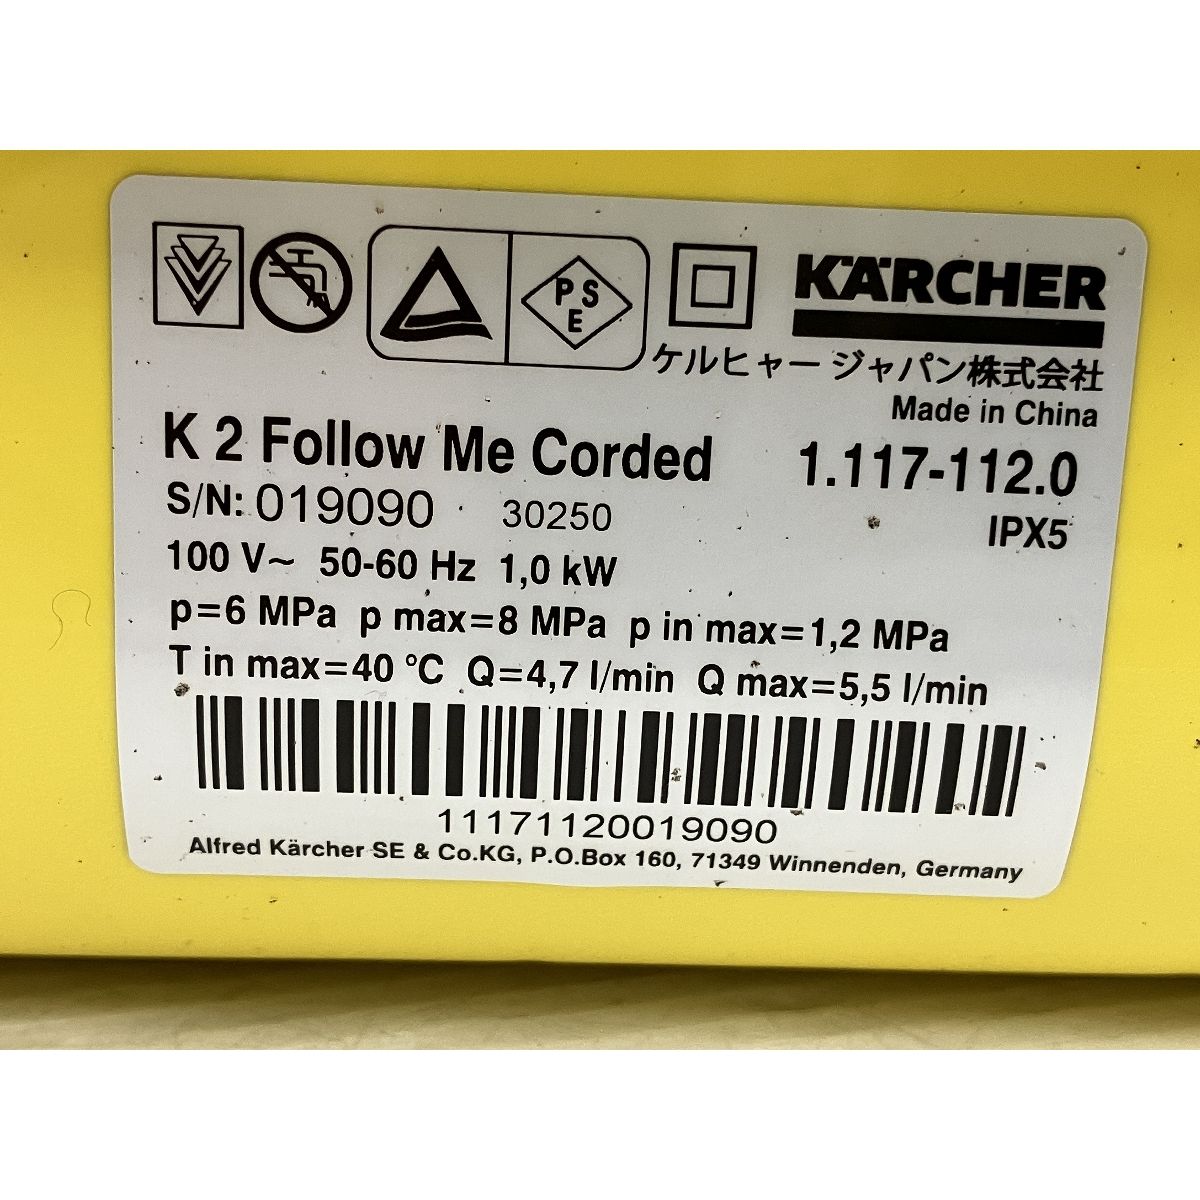 PSE
KÄRCHER
ケルヒャー ジャパン株式会社
Made in China
K 2 Follow Me Corded 1.117-112.0
S/N: 019090 30250 IPX5
100 V~ 50-60 Hz 1,0 kW
p=6 MPa p max=8 MPa p in max=1,2 MPa
T in max=40 °C Q=4,7 l/min Q max=5,5 l/min
11171120019090
Alfred Kärcher SE & Co.KG, P.O.Box 160, 71349 Winnenden, Germany